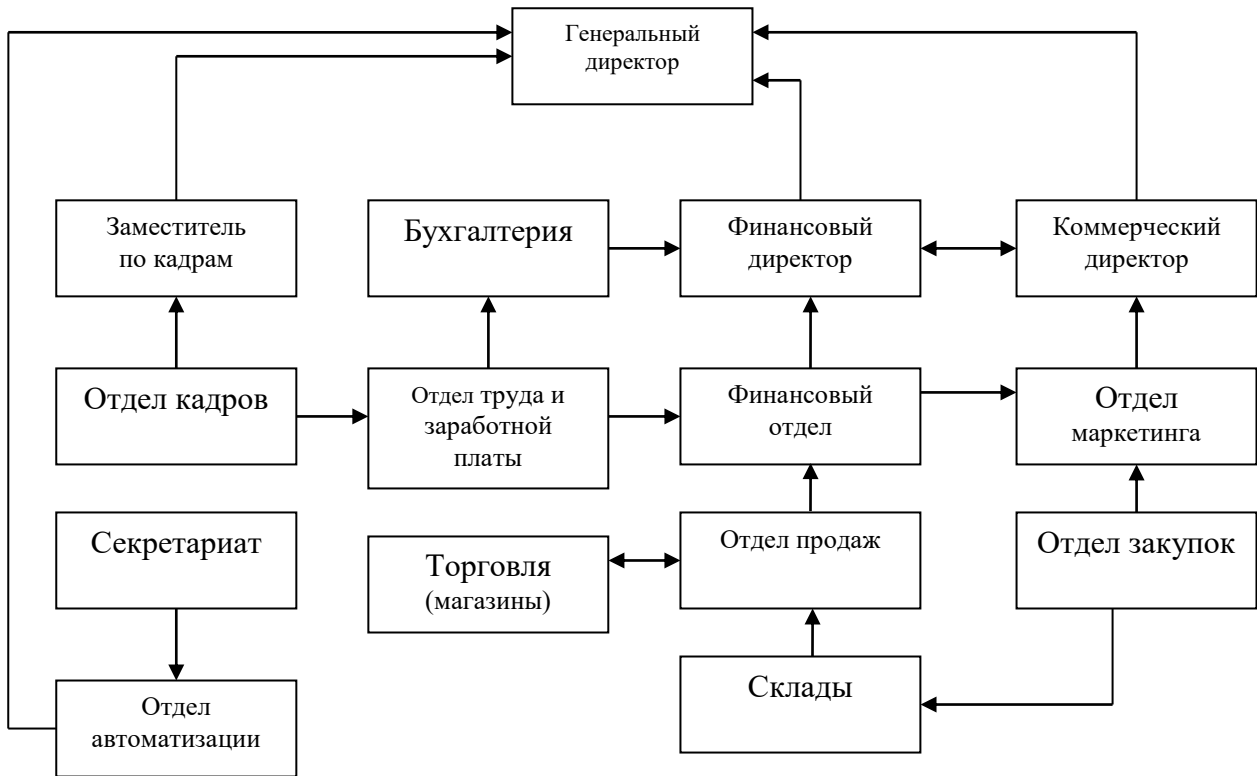 Генеральный
директор
Заместитель
по кадрам
Бухгалтерия
Финансовый
директор
Коммерческий
директор
Отдел кадров
Отдел труда и
заработной
платы
Финансовый
отдел
Отдел
маркетинга
Секретариат
Торговля
(магазины)
Отдел продаж
Отдел закупок
Отдел
автоматизации
Склады